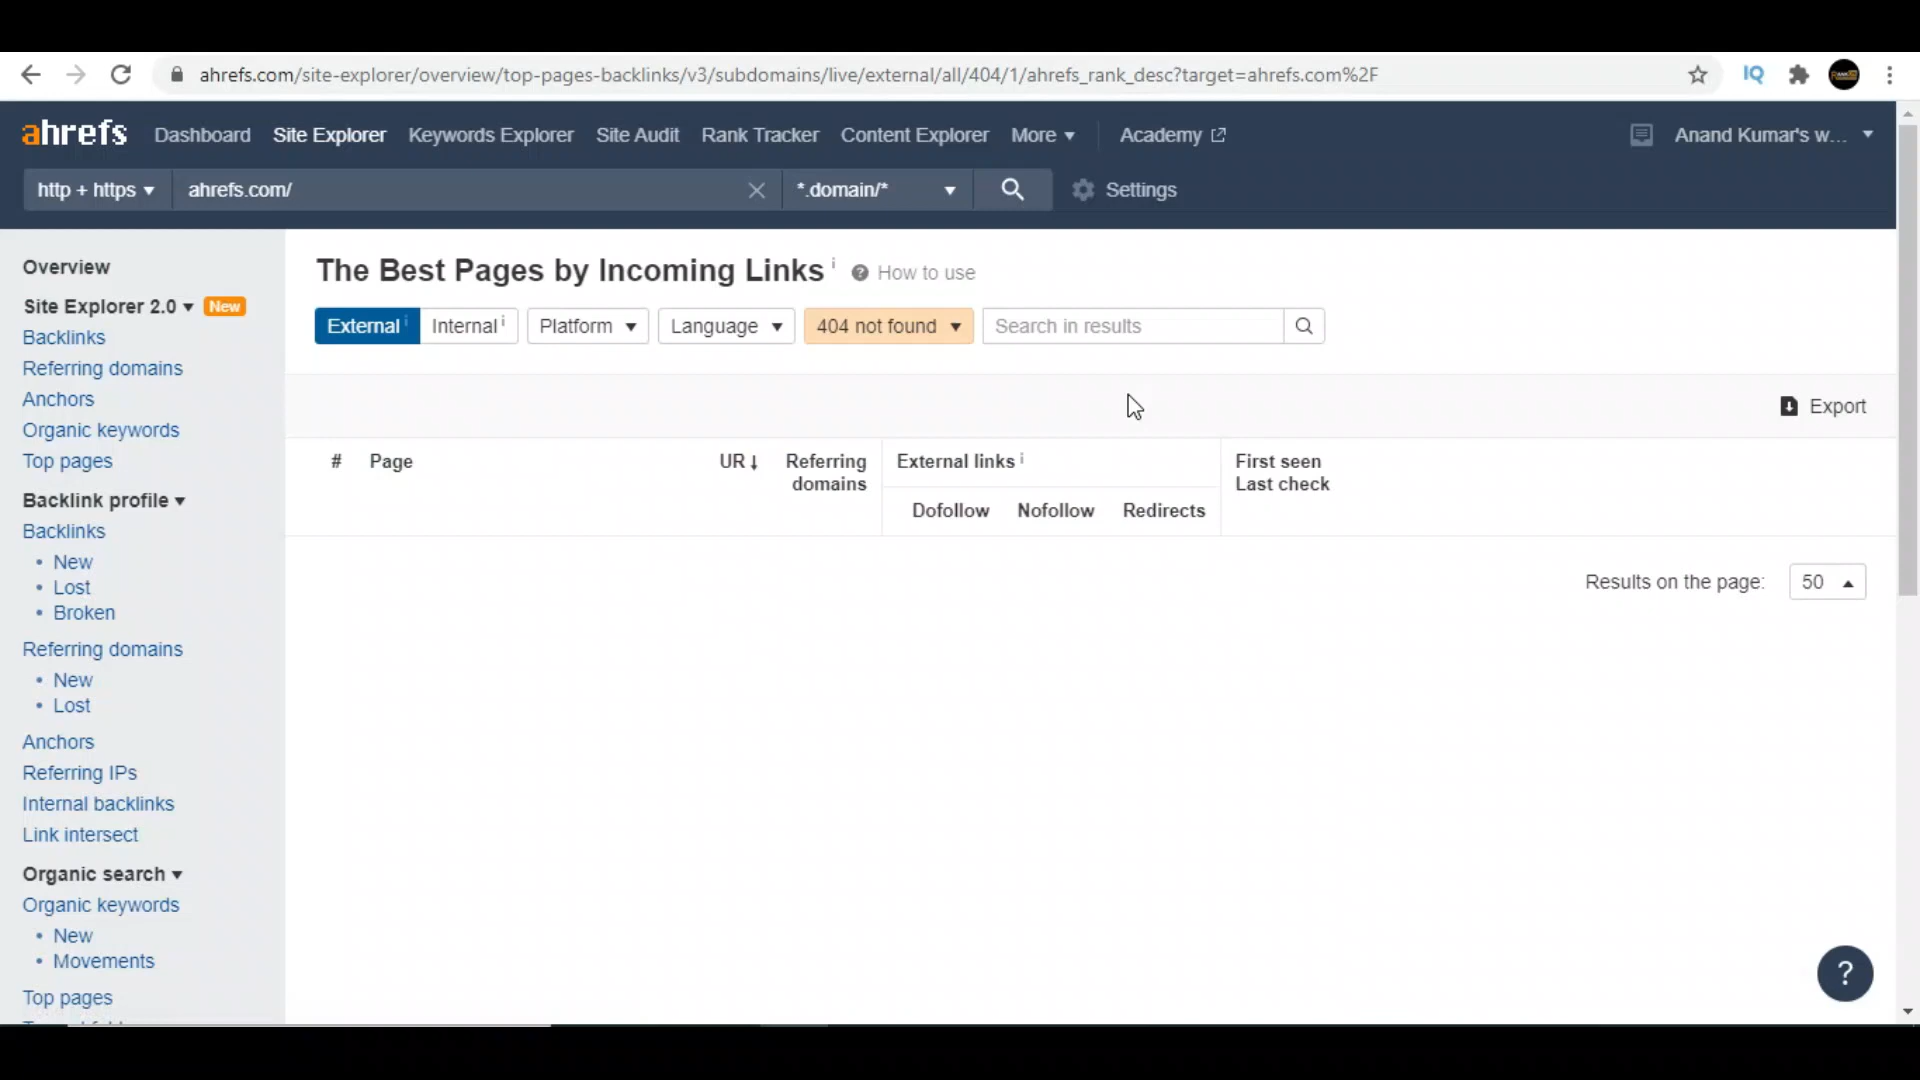 ahrefs.com/site-explorer/overview/top-pages-backlinks/v3/subdomains/live/external/all/404/1/ahrefs_rank_desc?target=ahrefs.com%2F
IQ
ahrefs Dashboard Site Explorer Keywords Explorer Site Audit Rank Tracker Content Explorer More Academy Anand Kumar's w...
http + https ahrefs.com/ *.domain/* Settings
Overview
Site Explorer 2.0 New
Backlinks
Referring domains
Anchors
Organic keywords
Top pages
Backlink profile
Backlinks
• New
• Lost
• Broken
Referring domains
• New
• Lost
Anchors
Referring IPs
Internal backlinks
Link intersect
Organic search
Organic keywords
• New
• Movements
Top pages
The Best Pages by Incoming Links i ? How to use
External i Internal i Platform Language 404 not found Search in results
Export
# Page UR↓ Referring domains External links i First seen
Last check
Dofollow Nofollow Redirects
Results on the page: 50
?